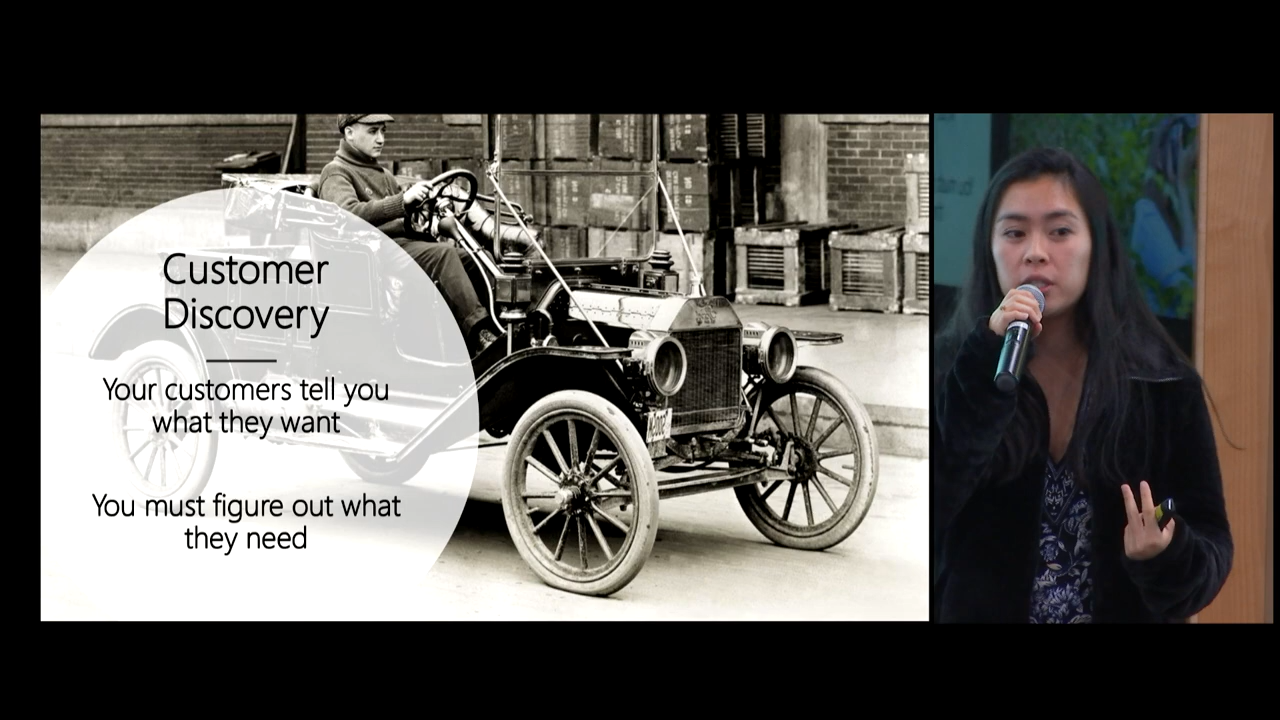 Customer
Discovery
Your customers tell you
what they want
You must figure out what
they need